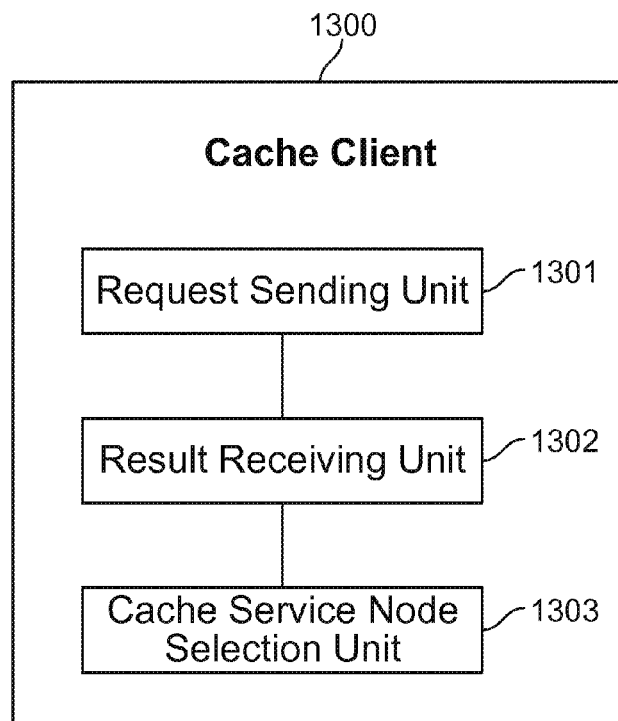 1300
Cache Client
Request Sending Unit
1301
Result Receiving Unit
1302
Cache Service Node
Selection Unit
1303